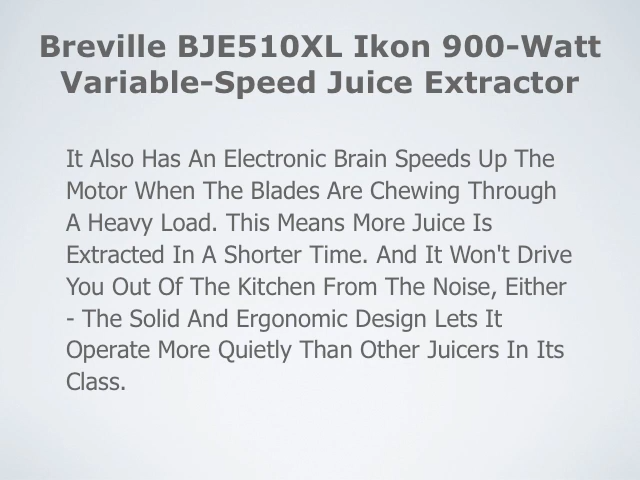 Breville BJE510XL Ikon 900-Watt
Variable-Speed Juice Extractor
It Also Has An Electronic Brain Speeds Up The
Motor When The Blades Are Chewing Through
A Heavy Load. This Means More Juice Is
Extracted In A Shorter Time. And It Won't Drive
You Out Of The Kitchen From The Noise, Either
- The Solid And Ergonomic Design Lets It
Operate More Quietly Than Other Juicers In Its
Class.